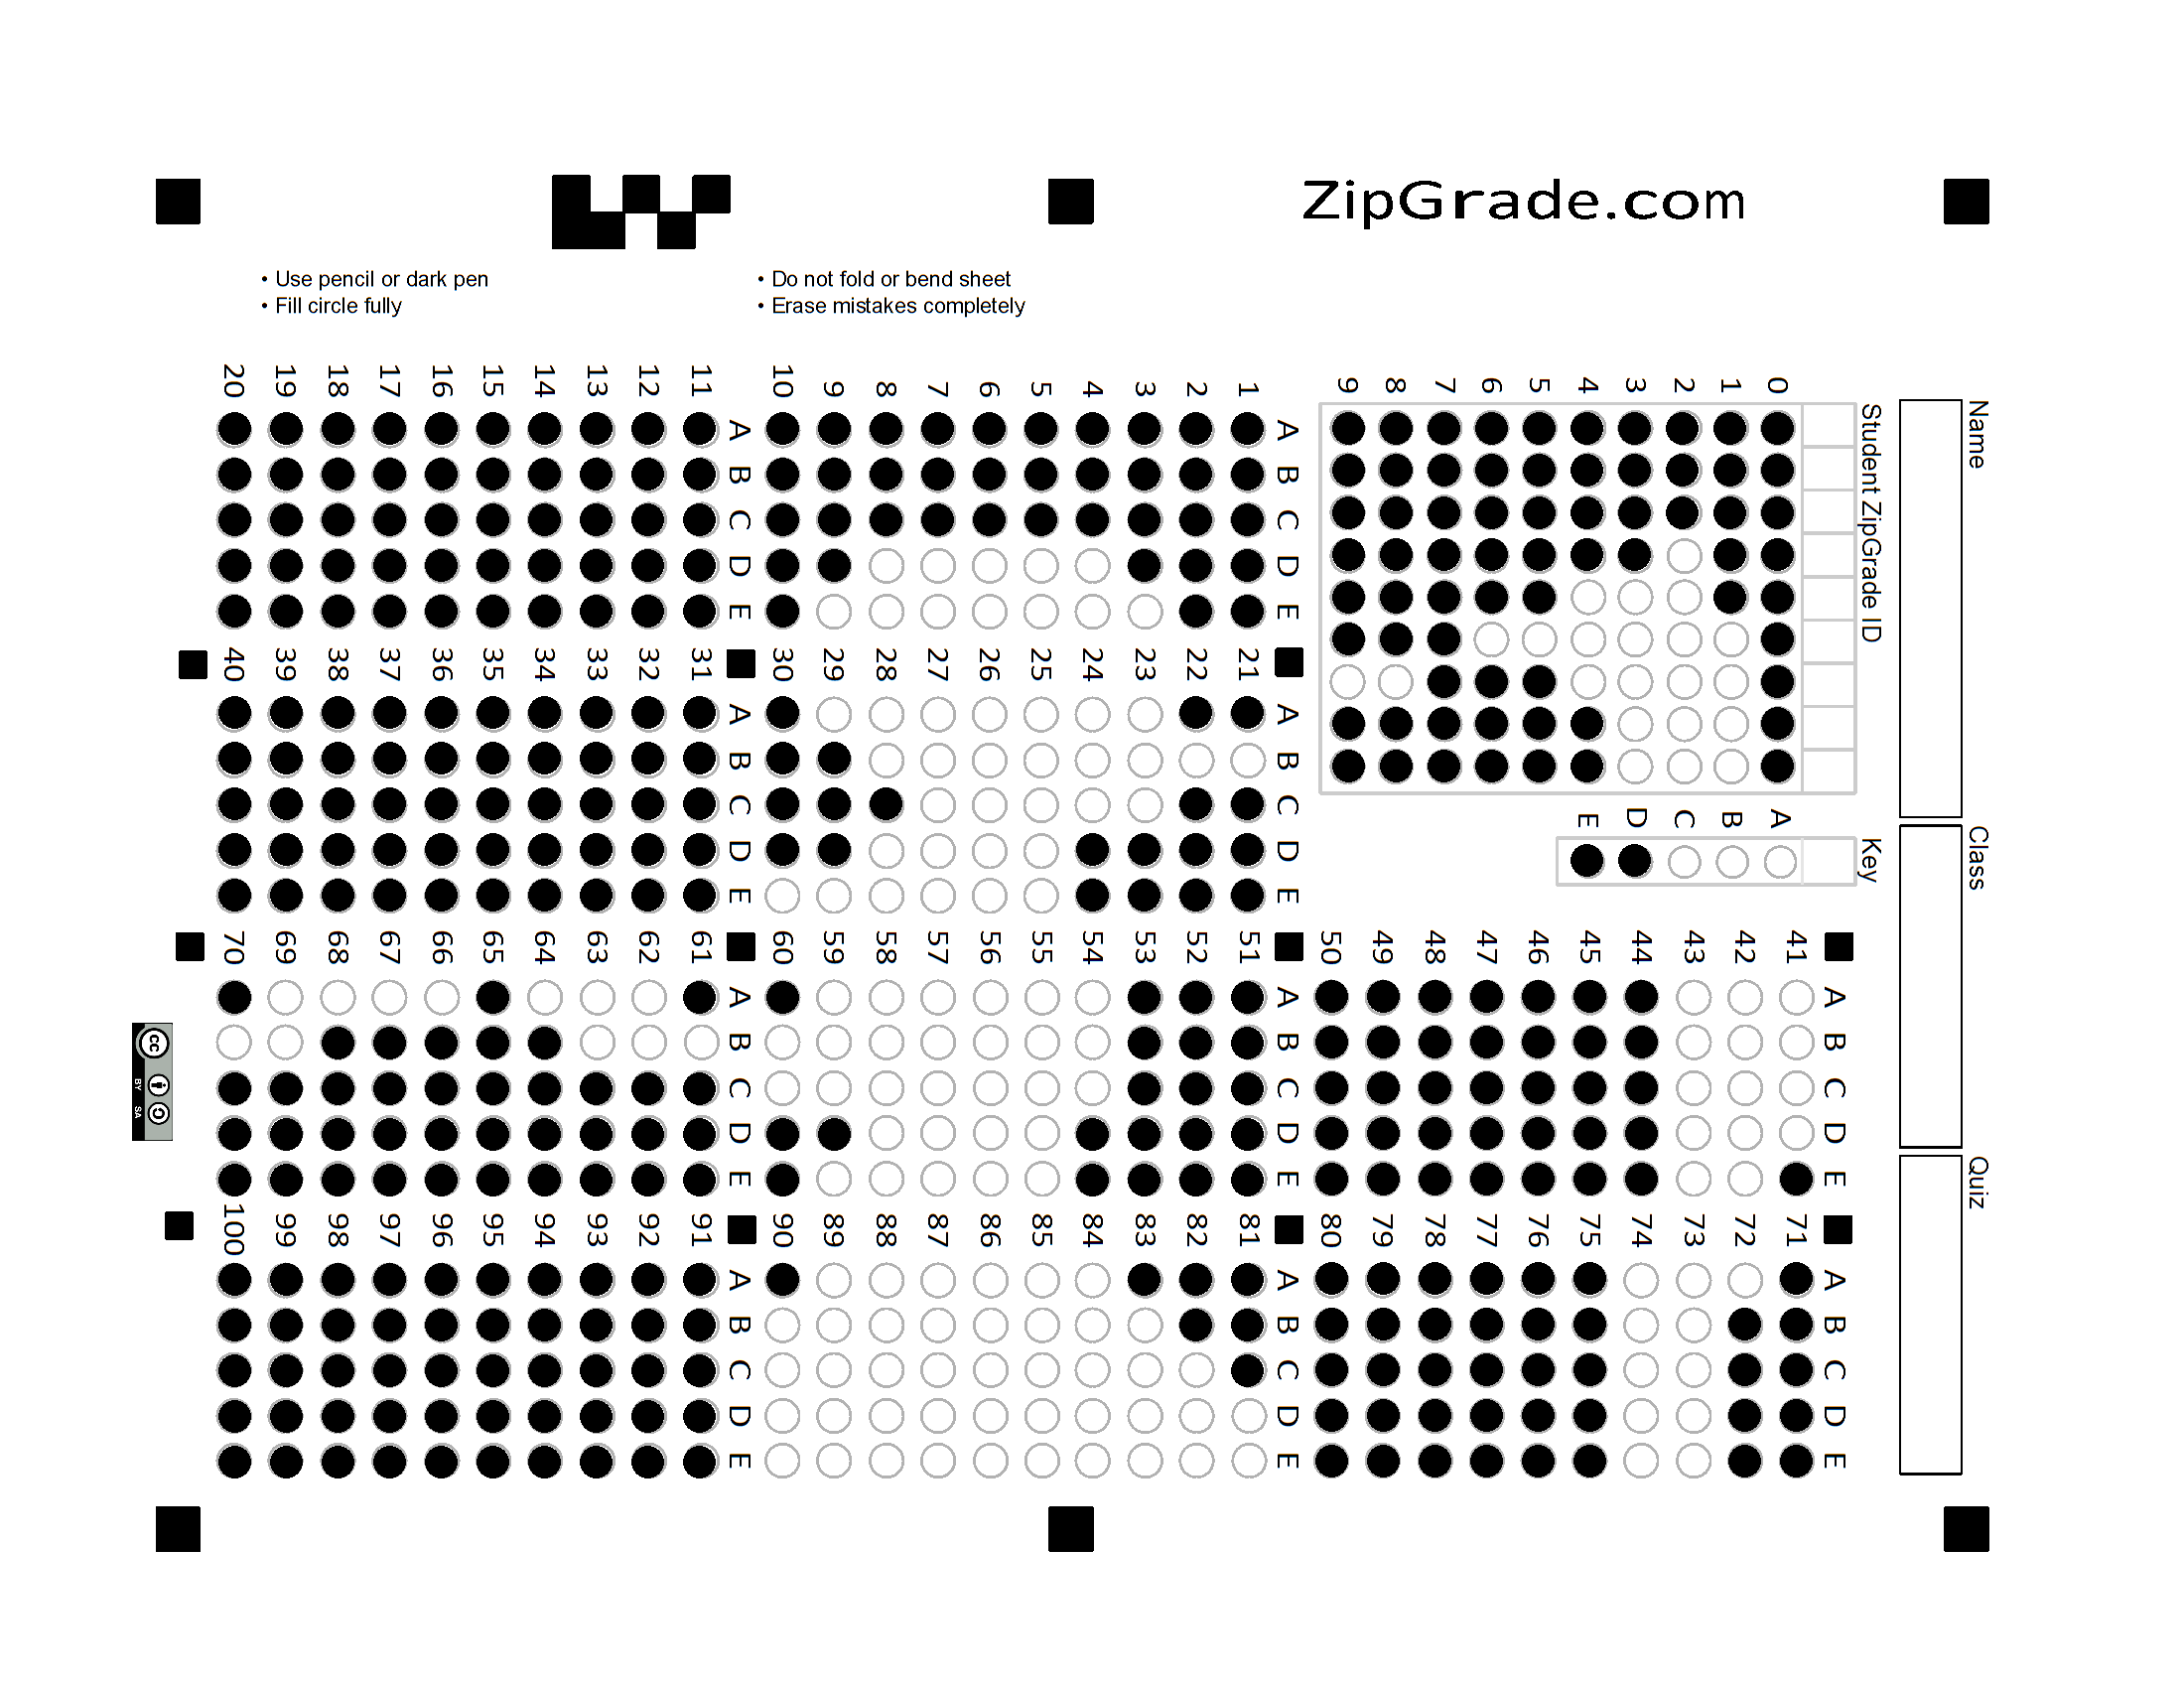 ZipGrade.com
• Use pencil or dark pen
• Fill circle fully
• Do not fold or bend sheet
• Erase mistakes completely
Name
Class
Quiz
Student ZipGrade ID
0 1 2 3 4 5 6 7 8 9
Key
A B C D E
A B C D E
1 2 3 4 5 6 7 8 9 10
A B C D E
11 12 13 14 15 16 17 18 19 20
A B C D E
21 22 23 24 25 26 27 28 29 30
A B C D E
31 32 33 34 35 36 37 38 39 40
A B C D E
41 42 43 44 45 46 47 48 49 50
A B C D E
51 52 53 54 55 56 57 58 59 60
A B C D E
61 62 63 64 65 66 67 68 69 70
A B C D E
71 72 73 74 75 76 77 78 79 80
A B C D E
81 82 83 84 85 86 87 88 89 90
A B C D E
91 92 93 94 95 96 97 98 99 100
A B C D E
cc
BY SA